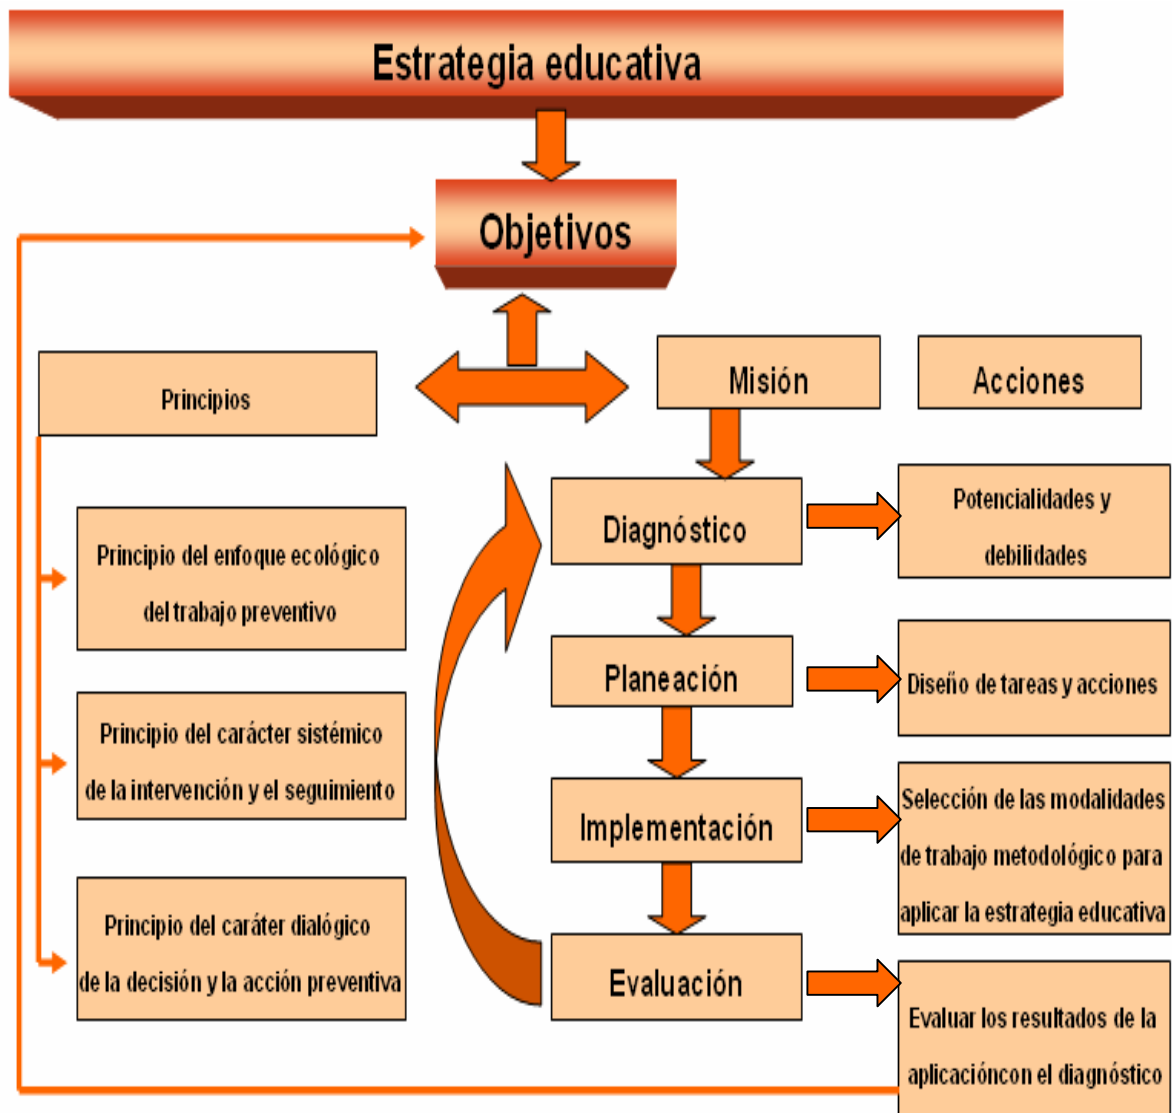 Estrategia educativa
Objetivos
Principios
Misión
Acciones
Principio del enfoque ecológico
del trabajo preventivo
Principio del carácter sistémico
de la intervención y el seguimiento
Principio del caráter dialógico
de la decisión y la acción preventiva
Diagnóstico
Potencialidades y
debilidades
Planeación
Diseño de tareas y acciones
Implementación
Selección de las modalidades
de trabajo metodológico para
aplicar la estrategia educativa
Evaluación
Evaluar los resultados de la
aplicacióncon el diagnóstico